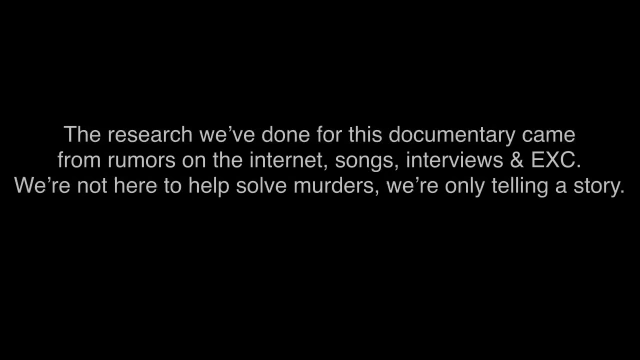 The research we’ve done for this documentary came
from rumors on the internet, songs, interviews & EXC.
We’re not here to help solve murders, we’re only telling a story.